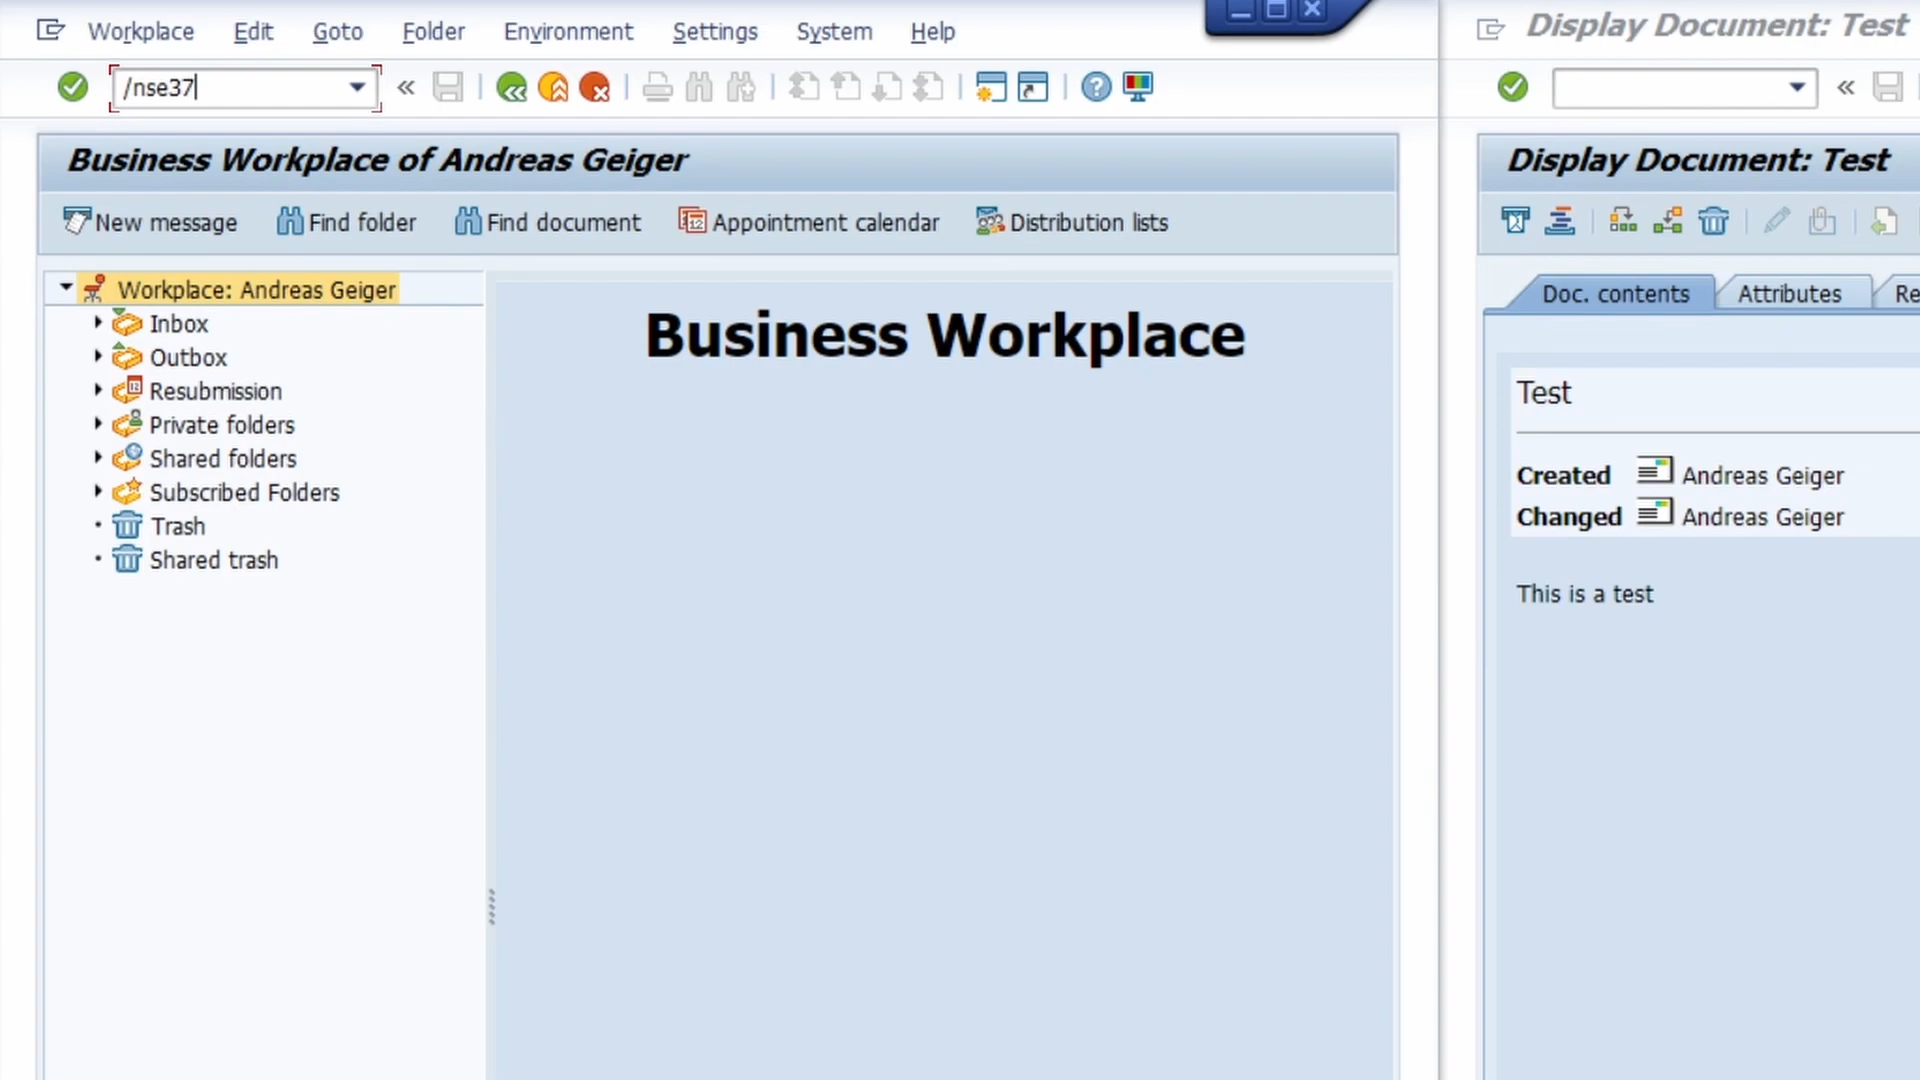 Workplace Edit Goto Folder Environment Settings System Help
/nse37
Business Workplace of Andreas Geiger
New message Find folder Find document Appointment calendar Distribution lists
Workplace: Andreas Geiger
Inbox
Outbox
Resubmission
Private folders
Shared folders
Subscribed Folders
Trash
Shared trash
Business Workplace
Display Document: Test
Display Document: Test
Doc. contents Attributes Re
Test
Created Andreas Geiger
Changed Andreas Geiger
This is a test